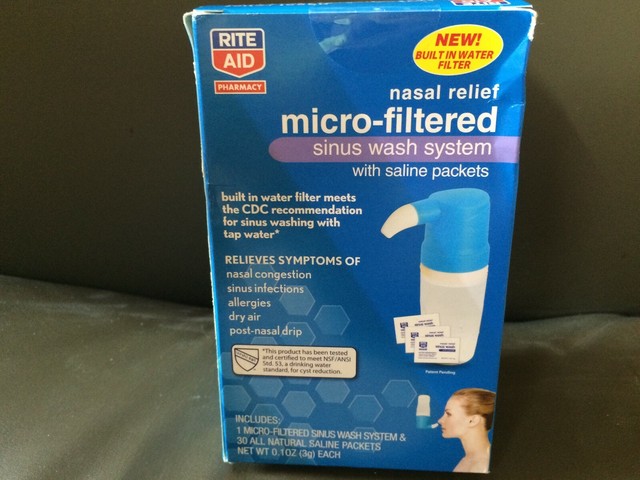 RITE
AID
PHARMACY
NEW!
BUILT IN WATER
FILTER
nasal relief
micro-filtered
sinus wash system
with saline packets
built in water filter meets
the CDC recommendation
for sinus washing with
tap water*
RELIEVES SYMPTOMS OF
nasal congestion
sinus infections
allergies
dry air
post-nasal drip
*This product has been tested
and certified to meet NSF/ANSI
Std. 53, a drinking water
standard, for cyst reduction.
sinus wash
Patent Pending
INCLUDES:
1 MICRO-FILTERED SINUS WASH SYSTEM &
30 ALL NATURAL SALINE PACKETS
NET WT 0.1OZ (3g) EACH